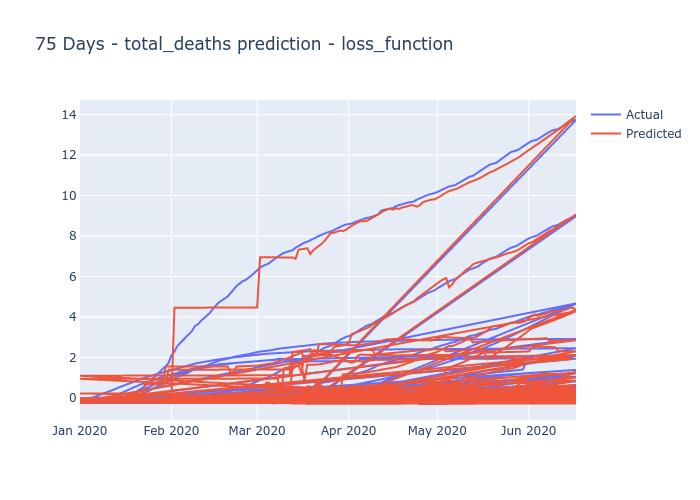 75 Days - total_deaths prediction - loss_function
14
12
10
8
6
4
2
0
Jan 2020
Feb 2020
Mar 2020
Apr 2020
May 2020
Jun 2020
Actual
Predicted